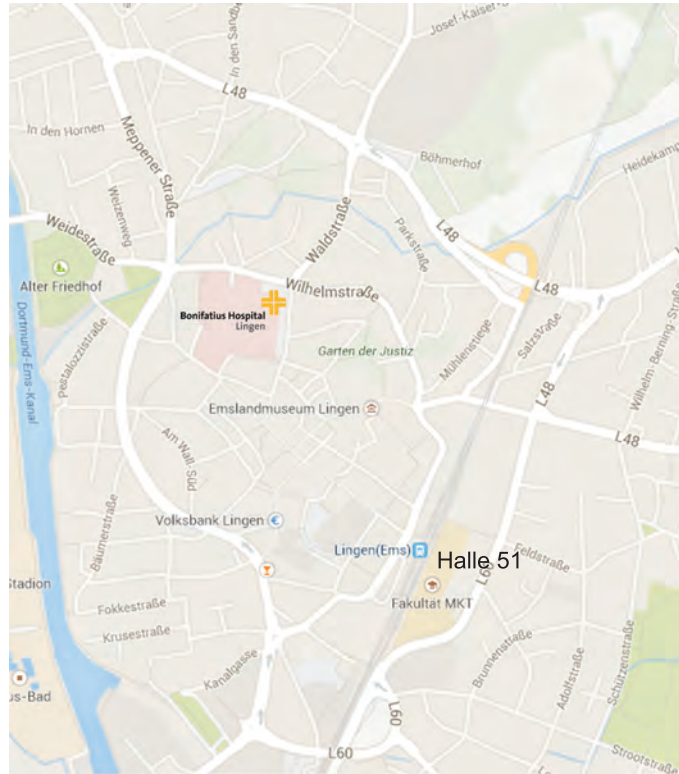 Josef-Kaiser-
In den Sandbe
L48
In den Hornen
Meppener Straße
Böhmerhof
Heidekamp
Weizenweg
Waldstraße
Parkstraße
Weidestraße
L48
L48
Alter Friedhof
Wilhelmstraße
Bonifatius Hospital
Lingen
Dortmund-Ems-Kanal
Pestalozzistraße
Garten der Justiz
Mühlenstiege
Salzstraße
Wilhelm-Berning-Straße
L48
Emslandmuseum Lingen
L48
Am Wall-Süd
Volksbank Lingen
Bäumerstraße
Lingen(Ems)
Halle 51
Feldstraße
L60
Stadion
Fakultät MKT
Fokkestraße
Krusestraße
Kanalgasse
Brunnenstraße
Adolfstraße
Schützenstraße
us-Bad
L60
L60
Strootstraße